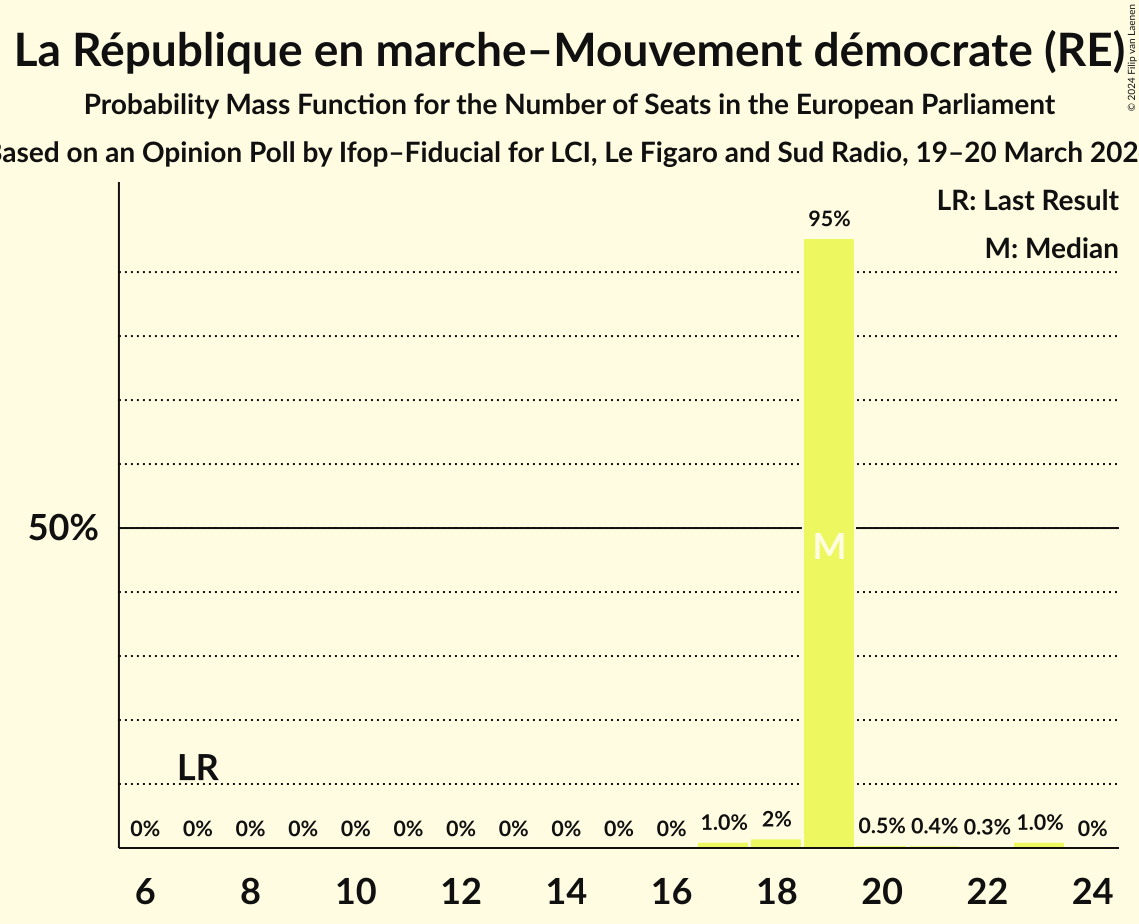 La République en marche–Mouvement démocrate (RE)
© 2024 Filip van Laenen
Probability Mass Function for the Number of Seats in the European Parliament
ased on an Opinion Poll by Ifop–Fiducial for LCI, Le Figaro and Sud Radio, 19–20 March 202
LR: Last Result
95%
M: Median
50%
M
LR
0% 0% 0% 0% 0% 0% 0% 0% 0% 0% 0% 1.0% 2% 0.5% 0.4% 0.3% 1.0% 0%
6 8 10 12 14 16 18 20 22 24